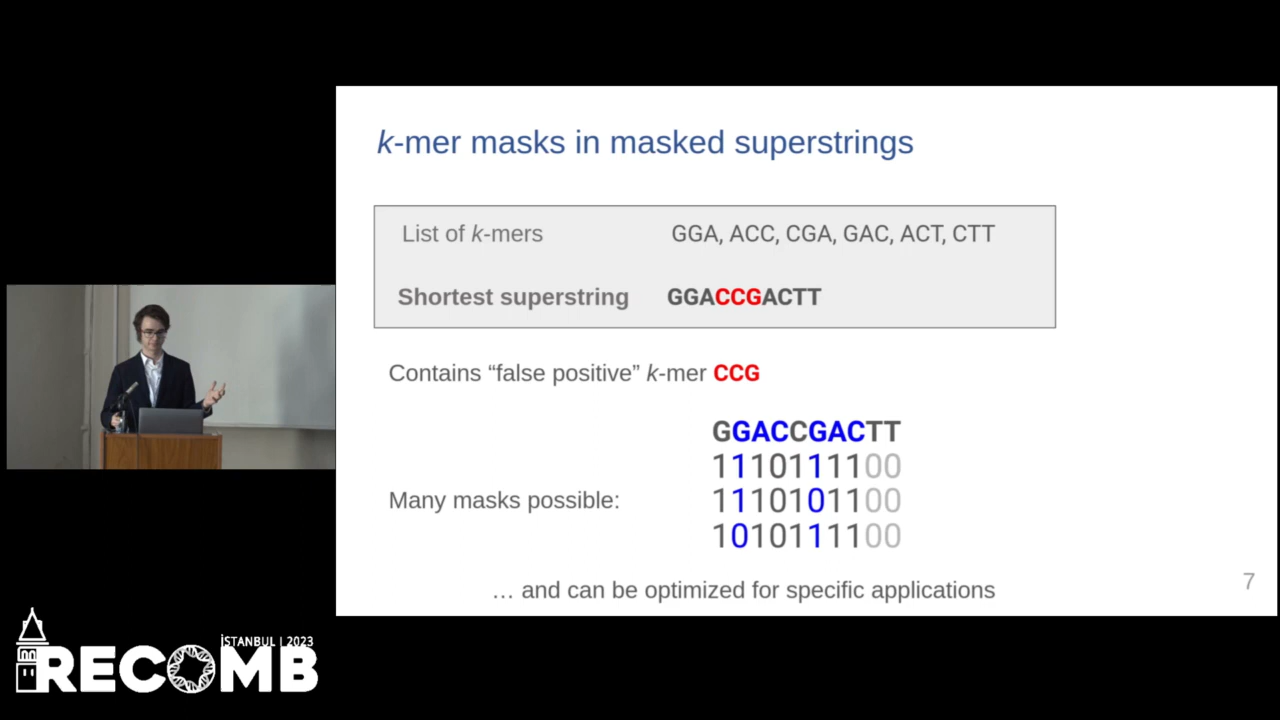 k-mer masks in masked superstrings
List of k-mers GGA, ACC, CGA, GAC, ACT, CTT
Shortest superstring GGACCGACTT
Contains “false positive” k-mer CCG
GGACCGACTT
1110111100
Many masks possible: 1110101100
1010111100
… and can be optimized for specific applications
7
İSTANBUL | 2023
RECOMB